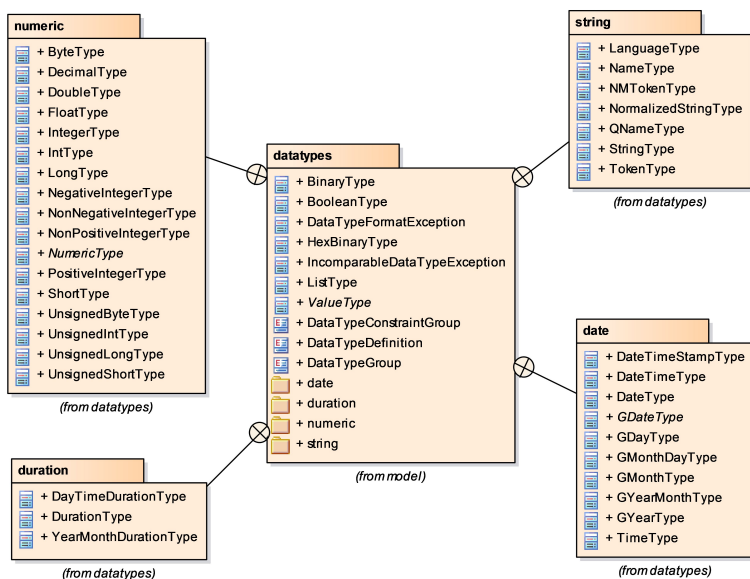 numeric
+ ByteType
+ DecimalType
+ DoubleType
+ FloatType
+ IntegerType
+ IntType
+ LongType
+ NegativeIntegerType
+ NonNegativeIntegerType
+ NonPositiveIntegerType
+ NumericType
+ PositiveIntegerType
+ ShortType
+ UnsignedByteType
+ UnsignedIntType
+ UnsignedLongType
+ UnsignedShortType
(from datatypes)
string
+ LanguageType
+ NameType
+ NMTokenType
+ NormalizedStringType
+ QNameType
+ StringType
+ TokenType
(from datatypes)
datatypes
+ BinaryType
+ BooleanType
+ DataTypeFormatException
+ HexBinaryType
+ IncomparableDataTypeException
+ ListType
+ ValueType
E + DataTypeConstraintGroup
E + DataTypeDefinition
E + DataTypeGroup
+ date
+ duration
+ numeric
+ string
(from model)
duration
+ DayTimeDurationType
+ DurationType
+ YearMonthDurationType
(from datatypes)
date
+ DateTimeStampType
+ DateTimeType
+ DateType
+ GDateType
+ GDayType
+ GMonthDayType
+ GMonthType
+ GYearMonthType
+ GYearType
+ TimeType
(from datatypes)